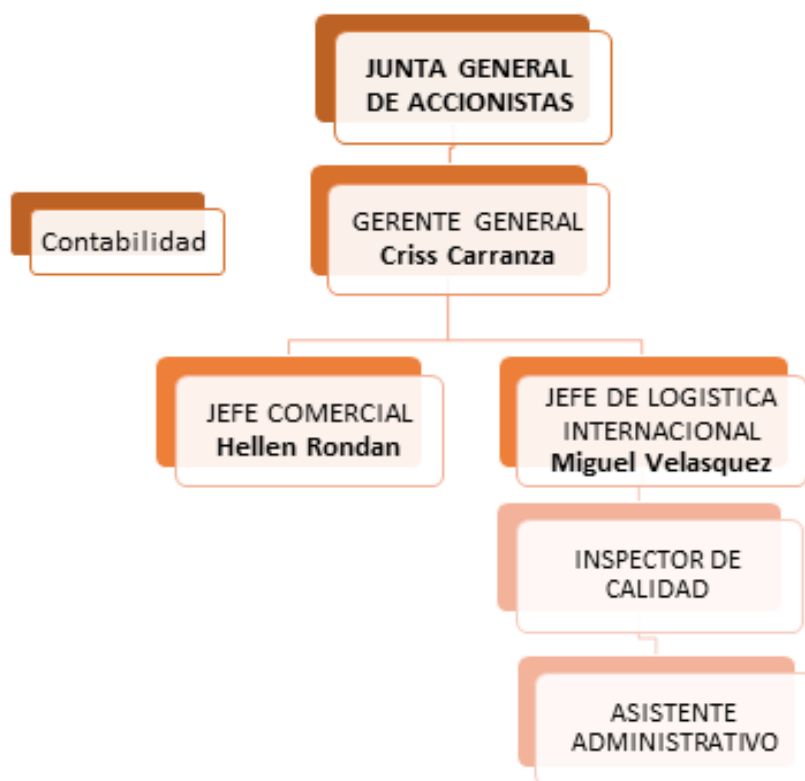 JUNTA GENERAL
DE ACCIONISTAS
GERENTE GENERAL
Criss Carranza
Contabilidad
JEFE COMERCIAL
Hellen Rondan
JEFE DE LOGISTICA
INTERNACIONAL
Miguel Velasquez
INSPECTOR DE
CALIDAD
ASISTENTE
ADMINISTRATIVO